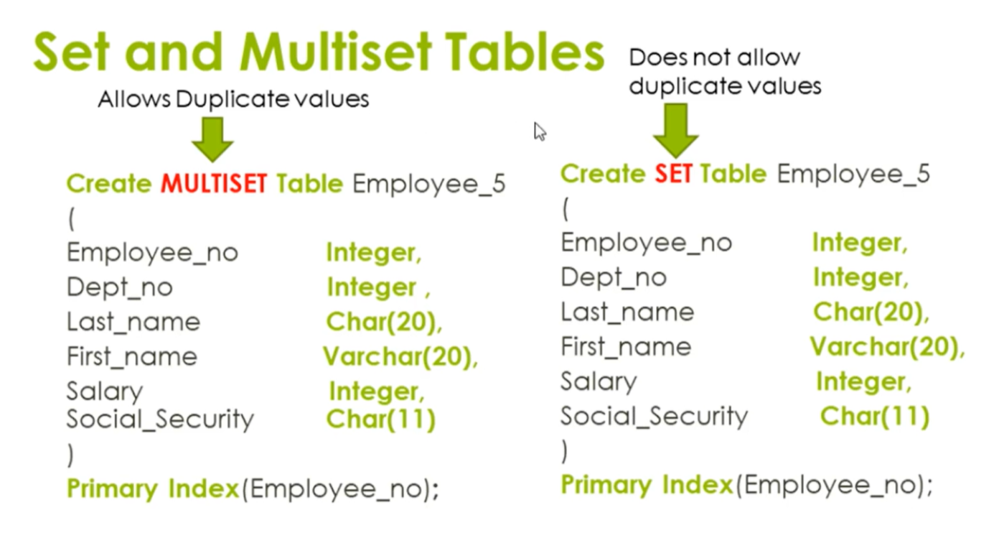 Set and Multiset Tables
Allows Duplicate values
Create MULTISET Table Employee_5
(
Employee_no Integer,
Dept_no Integer ,
Last_name Char(20),
First_name Varchar(20),
Salary Integer,
Social_Security Char(11)
)
Primary Index(Employee_no);
Does not allow
duplicate values
Create SET Table Employee_5
(
Employee_no Integer,
Dept_no Integer,
Last_name Char(20),
First_name Varchar(20),
Salary Integer,
Social_Security Char(11)
)
Primary Index(Employee_no);